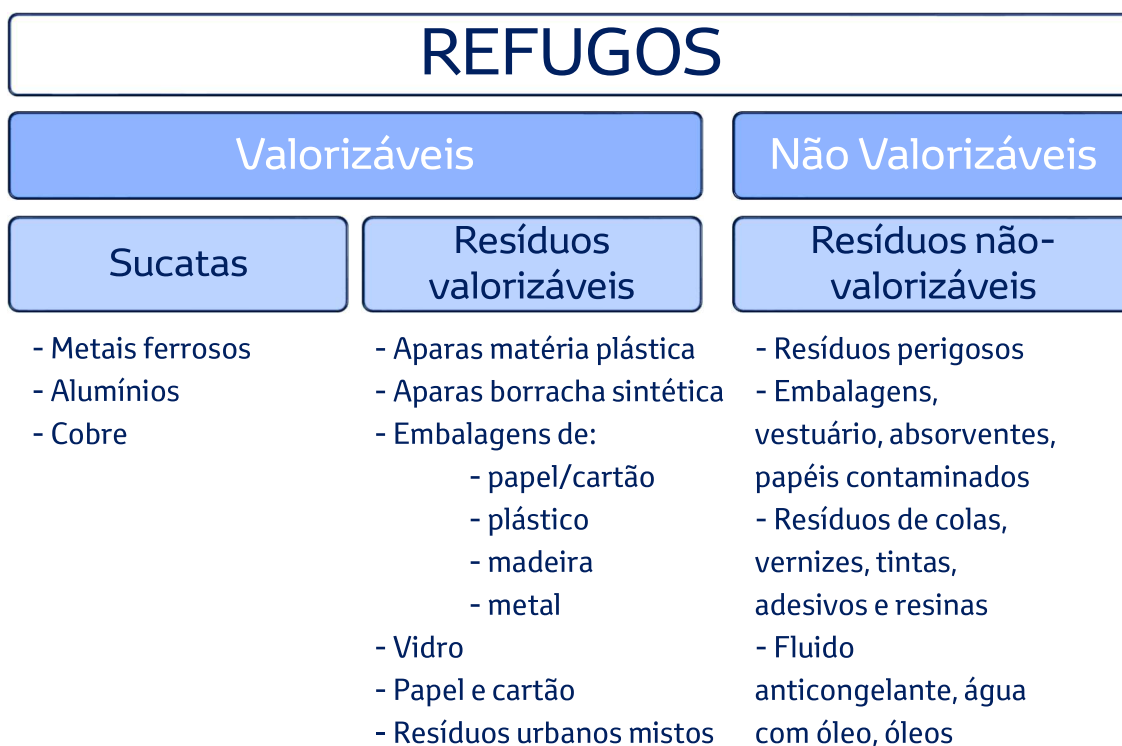 REFUGOS
Valorizáveis
Não Valorizáveis
Sucatas
Resíduos
valorizáveis
Resíduos não-
valorizáveis
- Metais ferrosos
- Alumínios
- Cobre
- Aparas matéria plástica
- Aparas borracha sintética
- Embalagens de:
- papel/cartão
- plástico
- madeira
- metal
- Vidro
- Papel e cartão
- Resíduos urbanos mistos
- Resíduos perigosos
- Embalagens,
vestuário, absorventes,
papéis contaminados
- Resíduos de colas,
vernizes, tintas,
adesivos e resinas
- Fluido
anticongelante, água
com óleo, óleos